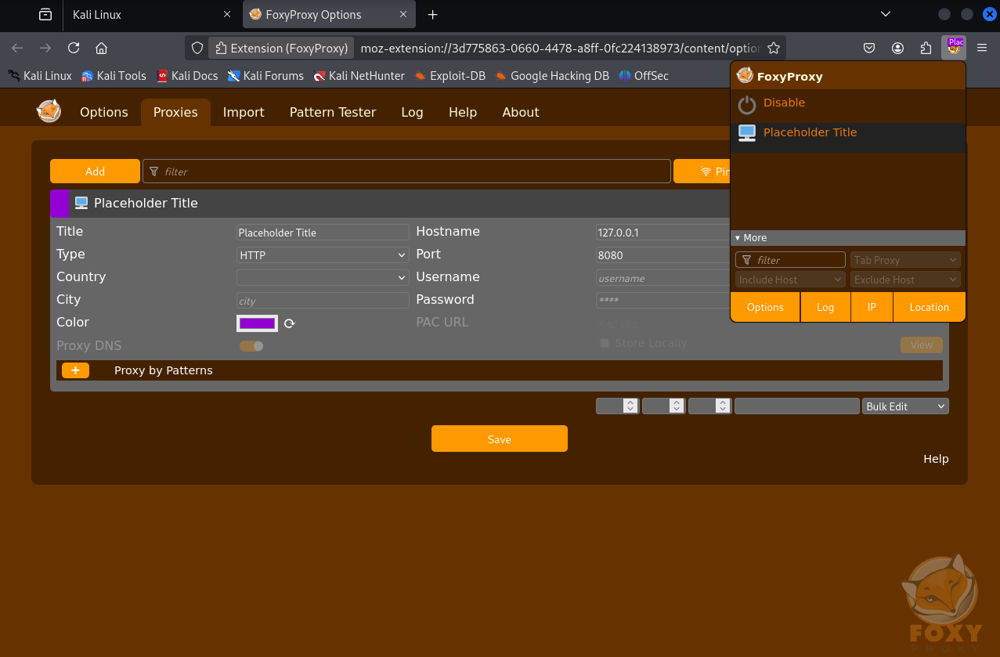 Kali Linux
FoxyProxy Options
Extension (FoxyProxy) moz-extension://3d775863-0660-4478-a8ff-0fc224138973/content/option
Plac
Kali Linux Kali Tools Kali Docs Kali Forums Kali NetHunter Exploit-DB Google Hacking DB OffSec
FoxyProxy
Disable
Placeholder Title
More
filter Tab Proxy
Include Host Exclude Host
Options Log IP Location
Options Proxies Import Pattern Tester Log Help About
Add filter Pin
Placeholder Title
Title Placeholder Title Hostname 127.0.0.1
Type HTTP Port 8080
Country Username username
City city Password ****
Color PAC URL PAC URL
Proxy DNS Store Locally View
+ Proxy by Patterns
Bulk Edit
Save
Help
FOXY
PROXY